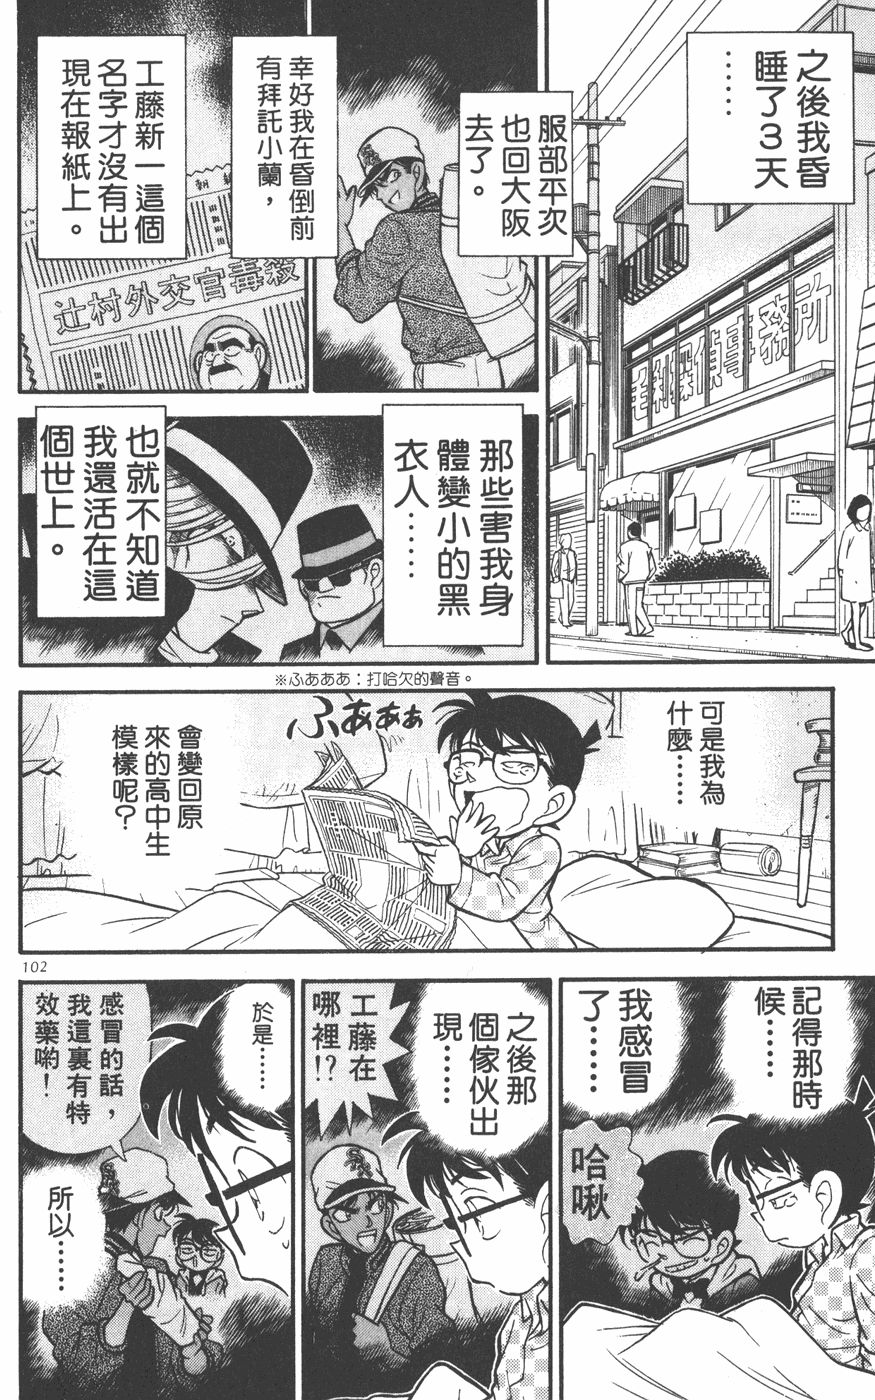 之後我昏
睡了3天
……
毛利偵探事務所
服部平次
也回大阪
去了。
幸好我在昏倒前
有拜託小蘭，
工藤新一這個
名字才沒有出
現在報紙上。
辻村外交官毒殺
那些害我身
體變小的黑
衣人……
也就不知道
我還活在這
個世上。
※ふあああ：打哈欠的聲音。
可是我為
什麼……
ふあぁぁ
會變回原
來的高中生
模樣呢？
102
記得那時
候……
我感冒
了……
哈啾
之後那
個傢伙出
現……
工藤在
哪裡!?
於是……
感冒的話，
我這裏有特
效藥喲！
所以……